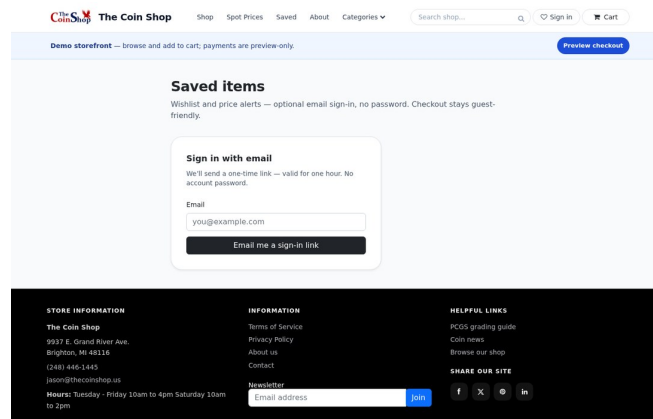 The
CoinShop
The Coin Shop
Shop
Spot Prices
Saved
About
Categories
Search shop...
Sign in
Cart
Demo storefront — browse and add to cart; payments are preview-only.
Preview checkout
Saved items
Wishlist and price alerts — optional email sign-in, no password. Checkout stays guest-
friendly.
Sign in with email
We'll send a one-time link — valid for one hour. No
account password.
Email
you@example.com
Email me a sign-in link
STORE INFORMATION
The Coin Shop
9937 E. Grand River Ave.
Brighton, MI 48116
(248) 446-1445
jason@thecoinshop.us
Hours: Tuesday - Friday 10am to 4pm Saturday 10am
to 2pm
INFORMATION
Terms of Service
Privacy Policy
About us
Contact
Newsletter
Email address
Join
HELPFUL LINKS
PCGS grading guide
Coin news
Browse our shop
SHARE OUR SITE